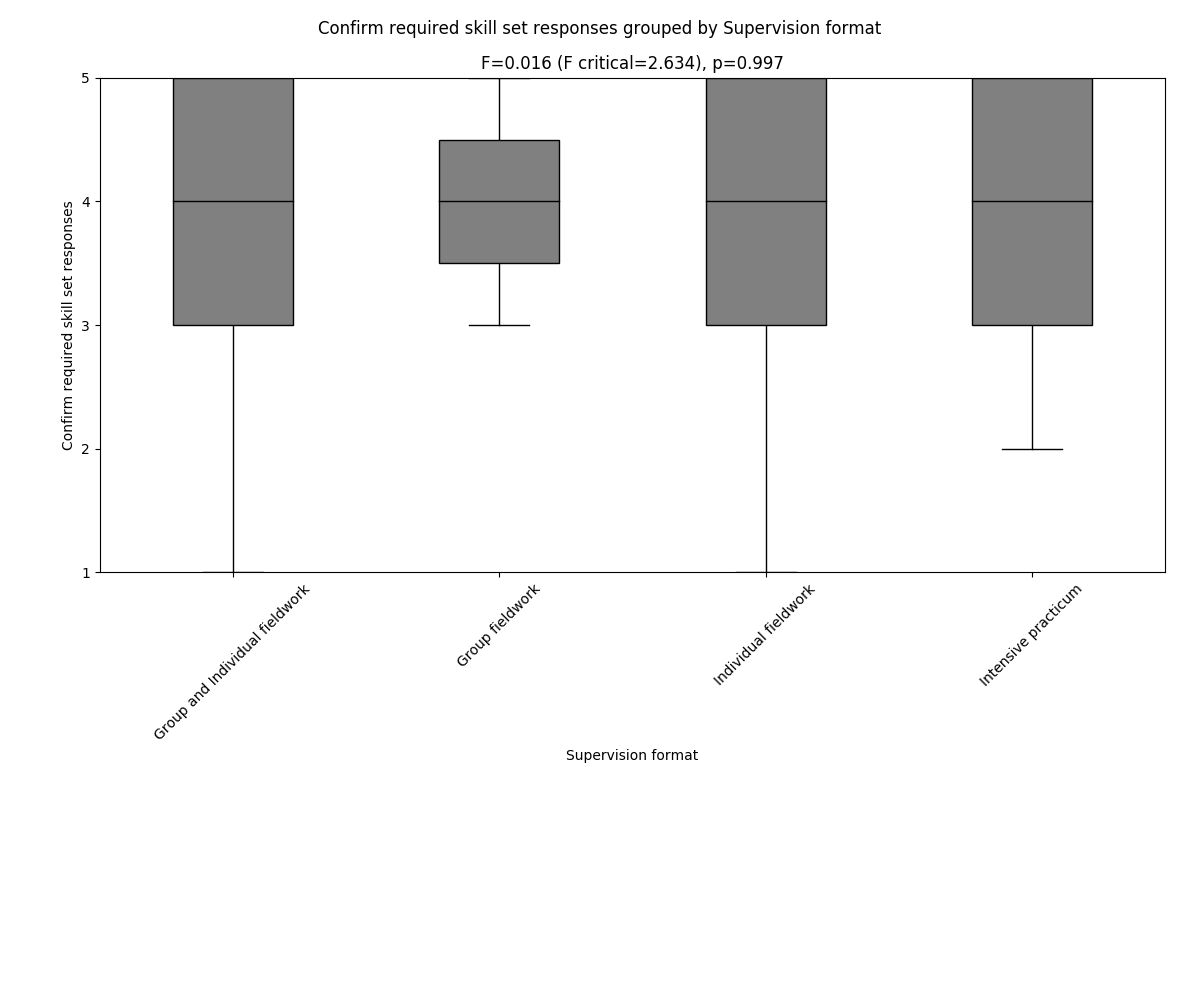 Confirm required skill set responses grouped by Supervision format
F=0.016 (F critical=2.634), p=0.997
Confirm required skill set responses
5
4
3
2
1
Group and Individual fieldwork
Group fieldwork
Individual fieldwork
Intensive practicum
Supervision format